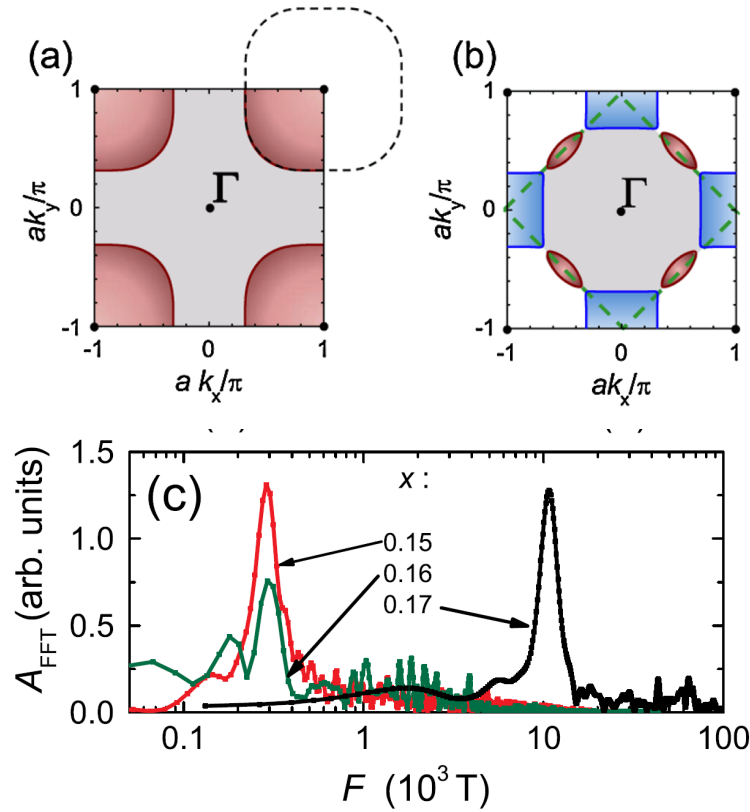 (a)
1
0
-1
-1
0
1
ak_y/π
a k_x/π
Γ
(b)
1
0
-1
-1
0
1
ak_y/π
ak_x/π
Γ
(c)
x :
0.15
0.16
0.17
1.5
1.0
0.5
0.0
0.1
1
10
100
A_FFT (arb. units)
F (10³ T)